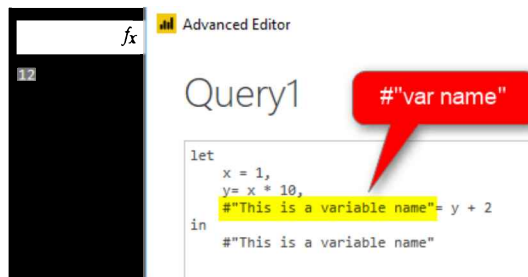 fx
12
Advanced Editor
Query1
#"var name"
let
x = 1,
y= x * 10,
#"This is a variable name"= y + 2
in
#"This is a variable name"